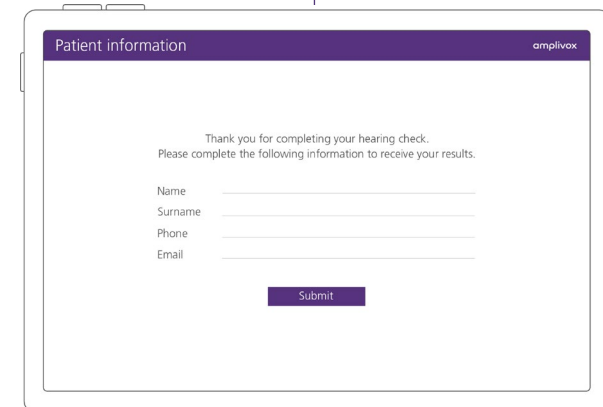 Patient information
amplivox
Thank you for completing your hearing check.
Please complete the following information to receive your results.
Name
Surname
Phone
Email
Submit